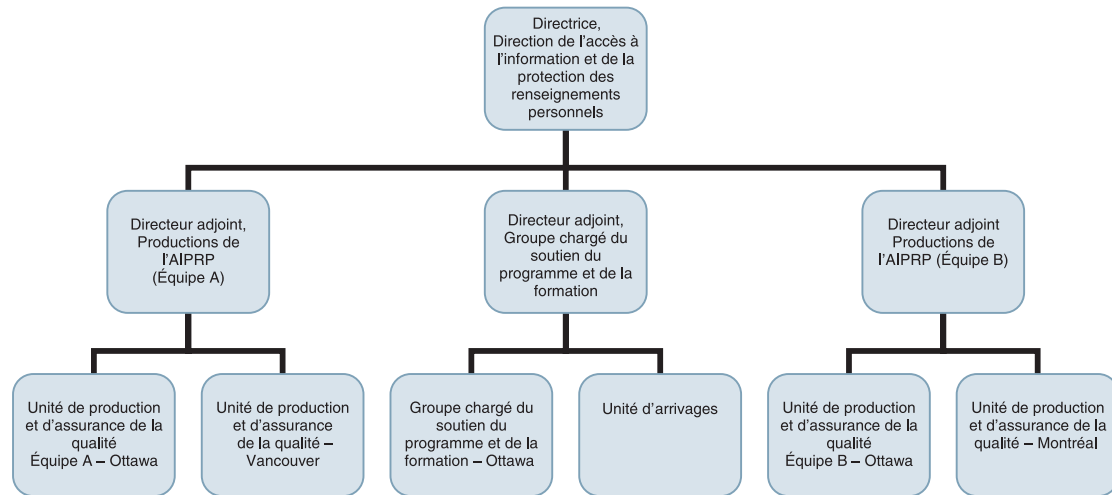 Directrice,
Direction de l'accès à
l'information et de la
protection des
renseignements
personnels
Directeur adjoint,
Productions de
l'AIPRP
(Équipe A)
Directeur adjoint,
Groupe chargé du
soutien du
programme et de la
formation
Directeur adjoint
Productions de
l'AIPRP (Équipe B)
Unité de production
et d'assurance de la
qualité
Équipe A – Ottawa
Unité de production
et d'assurance
de la qualité –
Vancouver
Groupe chargé du
soutien du
programme et de la
formation – Ottawa
Unité d'arrivages
Unité de production
et d'assurance de la
qualité
Équipe B – Ottawa
Unité de production
et d'assurance de la
qualité – Montréal